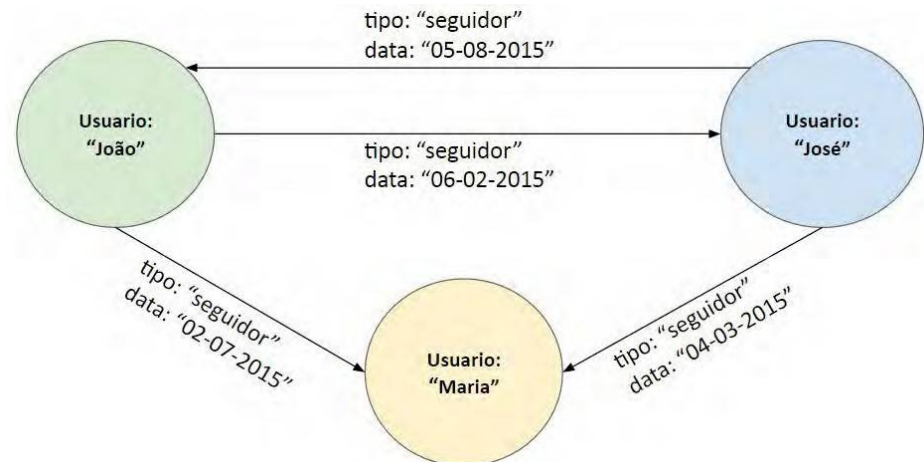 tipo: “seguidor”
data: “05-08-2015”
Usuario:
“João”
Usuario:
“José”
tipo: “seguidor”
data: “06-02-2015”
tipo: “seguidor”
data: “02-07-2015”
tipo: “seguidor”
data: “04-03-2015”
Usuario:
“Maria”